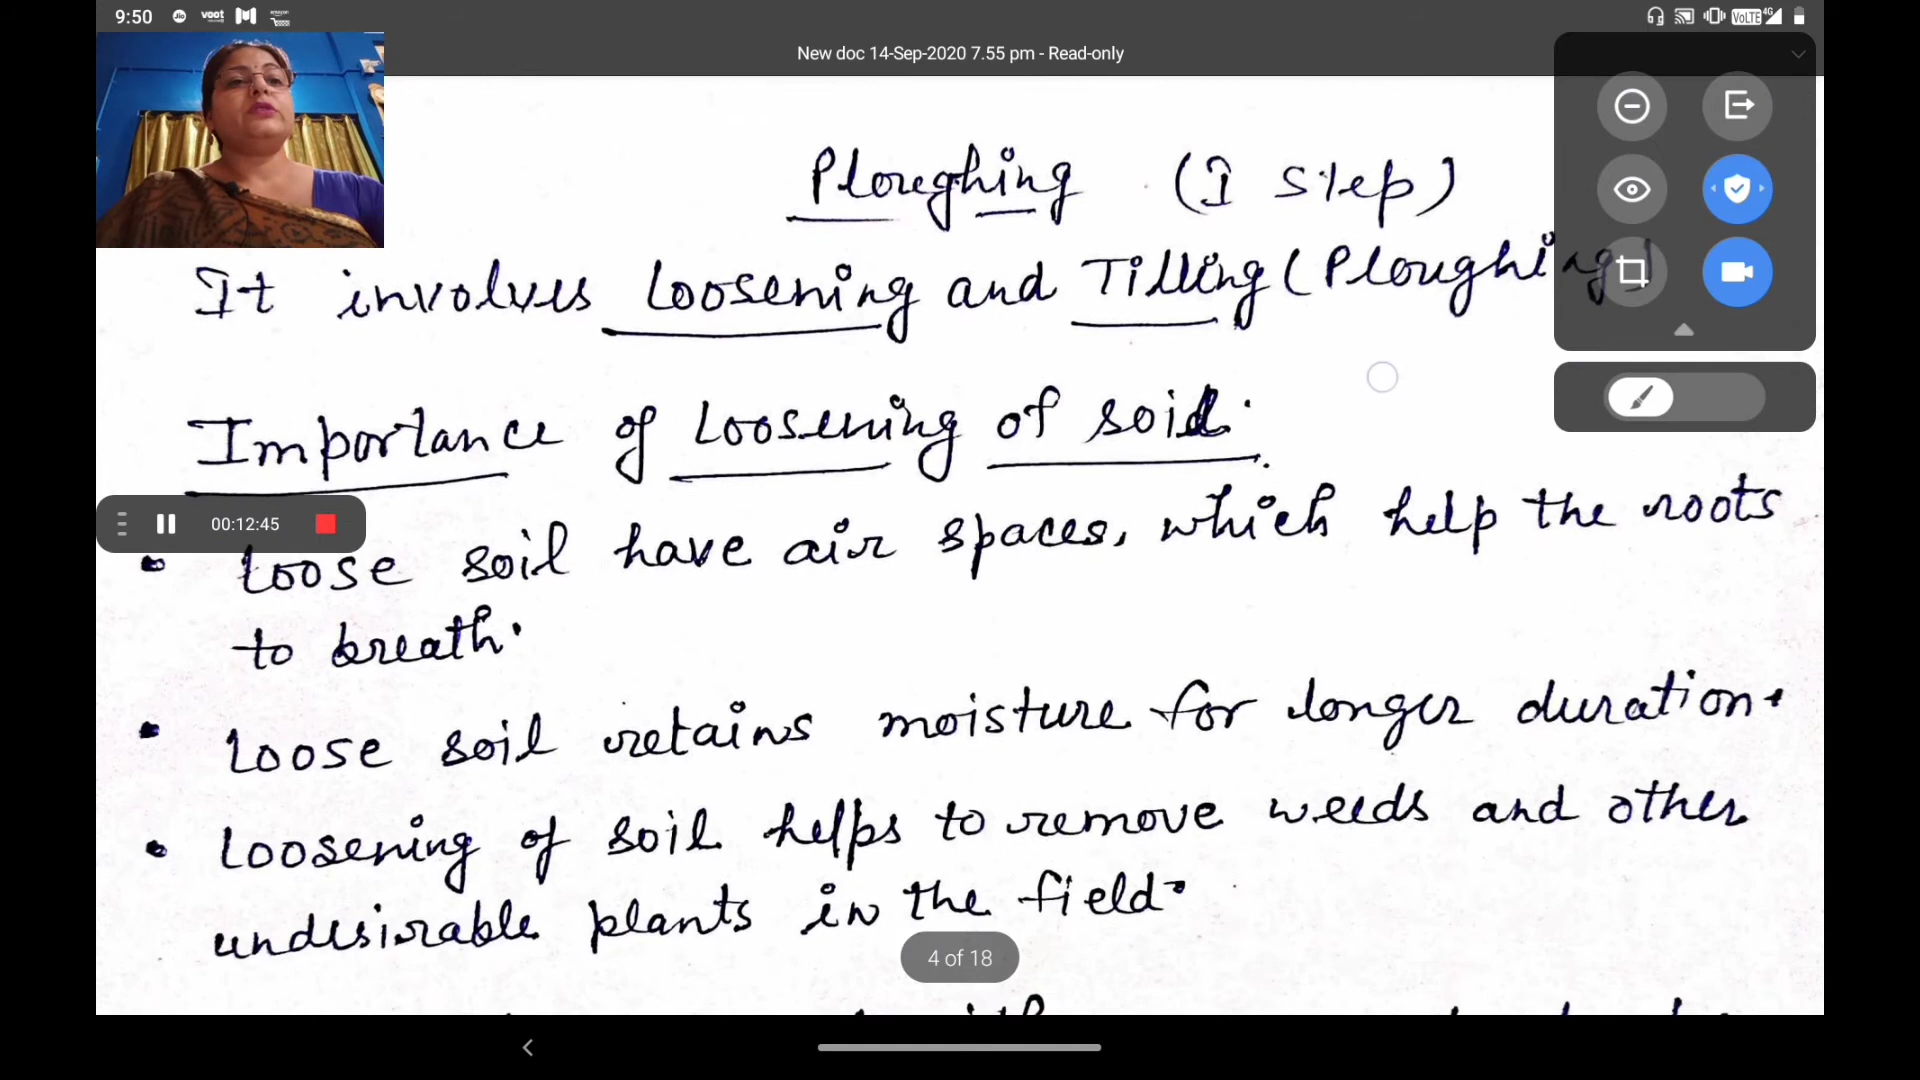 9:50
voot
VoLTE 4G
New doc 14-Sep-2020 7.55 pm - Read-only
Ploughing (I step)
It involves Loosening and Tilling (Ploughing)
Importance of Loosening of soil.
00:12:45
• Loose soil have air spaces, which help the roots
to breath.
• Loose soil retains moisture for longer duration.
• Loosening of soil helps to remove weeds and other
undesirable plants in the field.
4 of 18